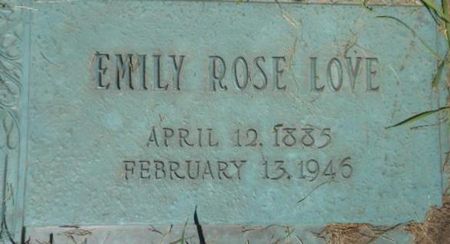 EMILY ROSE LOVE
APRIL 12, 1885
FEBRUARY 13, 1946